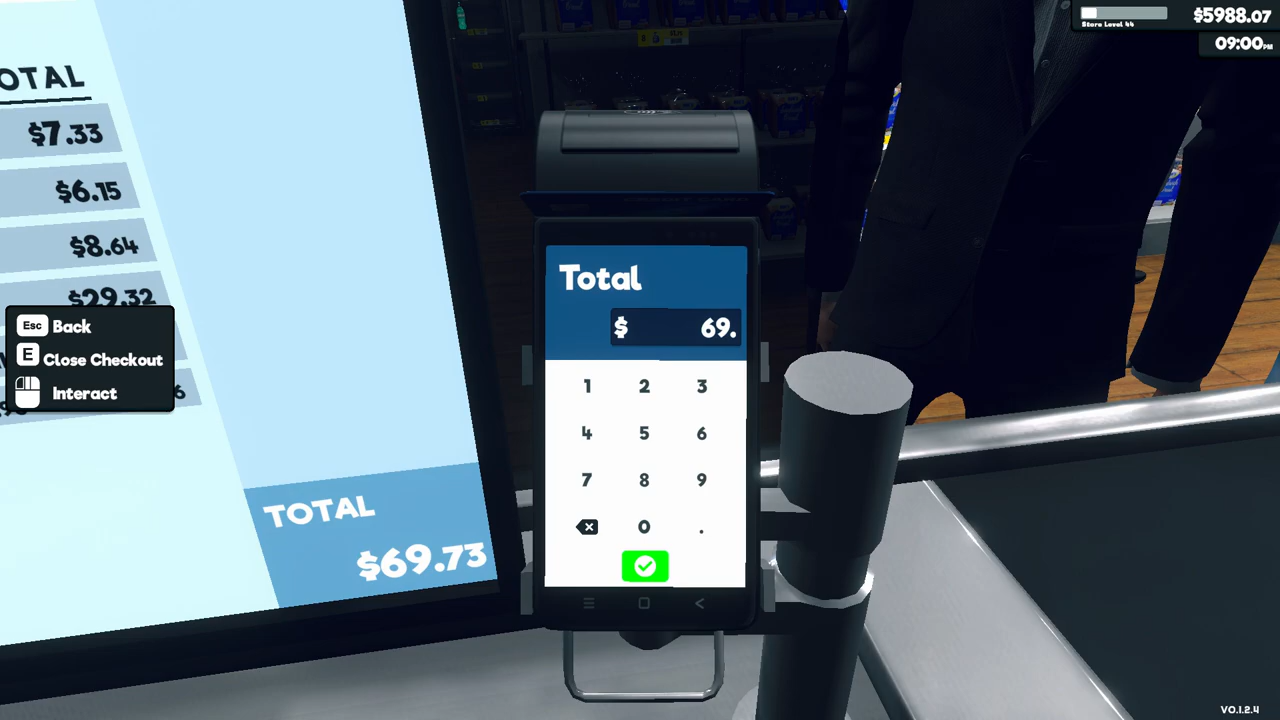 OTAL
$7.33
$6.15
$8.64
$29.32
6
Esc Back
E Close Checkout
Interact
TOTAL
$69.73
Total
$ 69.
1 2 3
4 5 6
7 8 9
0 .
Store Level 44
$5988.07
09:00PM
V0.1.2.4